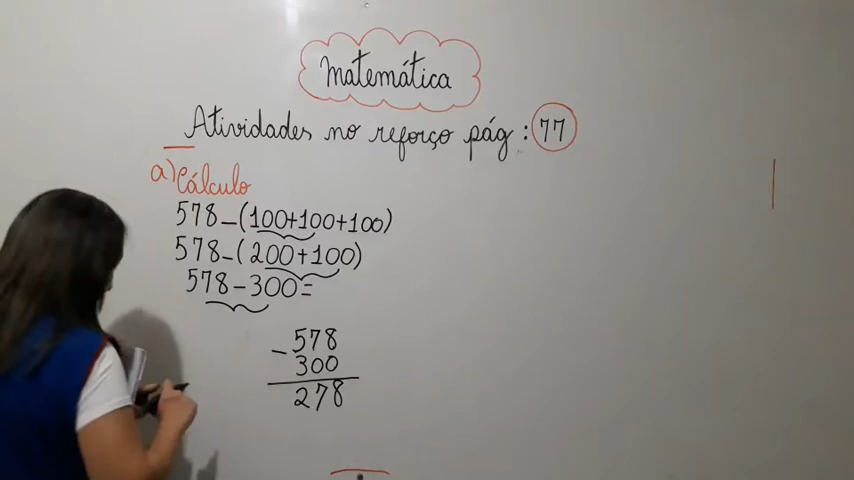 Matemática
Atividades no reforço pág: 77
a) Cálculo
578-(100+100+100)
578-(200+100)
578-300=
578
- 300
278